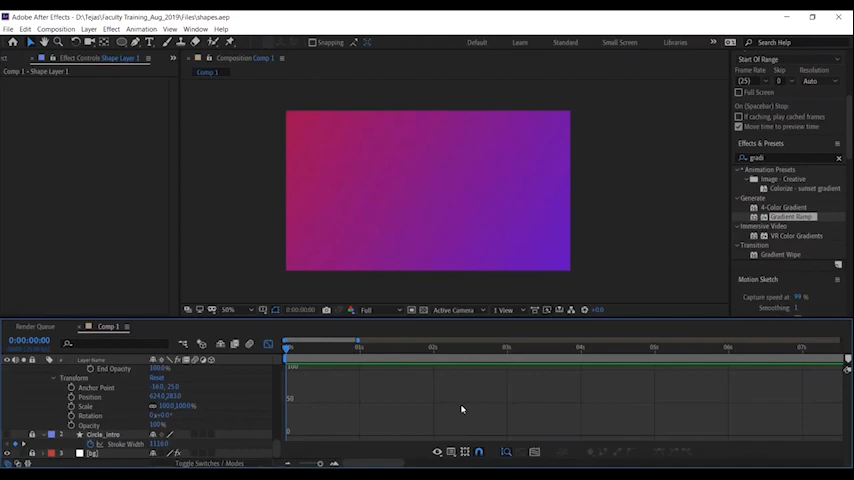 Adobe After Effects - D:\Tejas\Faculty Training_Aug_2019\Files\shapes.aep
File Edit Composition Layer Effect Animation View Window Help
Snapping Default Learn Standard Small Screen Libraries Search Help
Effect Controls Shape Layer 1
Comp 1 - Shape Layer 1
Composition Comp 1
Comp 1
Start Of Range
Frame Rate Skip Resolution
(25) 0 Auto
Full Screen
On (Spacebar) Stop:
If caching, play cached frames
Move time to preview time
Effects & Presets
gradi
* Animation Presets
Image - Creative
Colorize - sunset gradient
Generate
4-Color Gradient
Gradient Ramp
Immersive Video
VR Color Gradients
Transition
Gradient Wipe
Motion Sketch
Capture speed at: 99 %
Smoothing: 1
50% 0:00:00:00 Full Active Camera 1 View +0.0
Render Queue Comp 1
0:00:00:00
Layer Name
01s 02s 03s 04s 05s 06s 07s
End Opacity 100.0%
Transform Reset
Anchor Point -16.0, 25.0
Position 624.0,283.0
Scale 100.0,100.0%
Rotation 0x+0.0°
Opacity 100%
2 Circle_Intro
Stroke Width 1116.0
3 [bg]
100
50
0
Toggle Switches / Modes